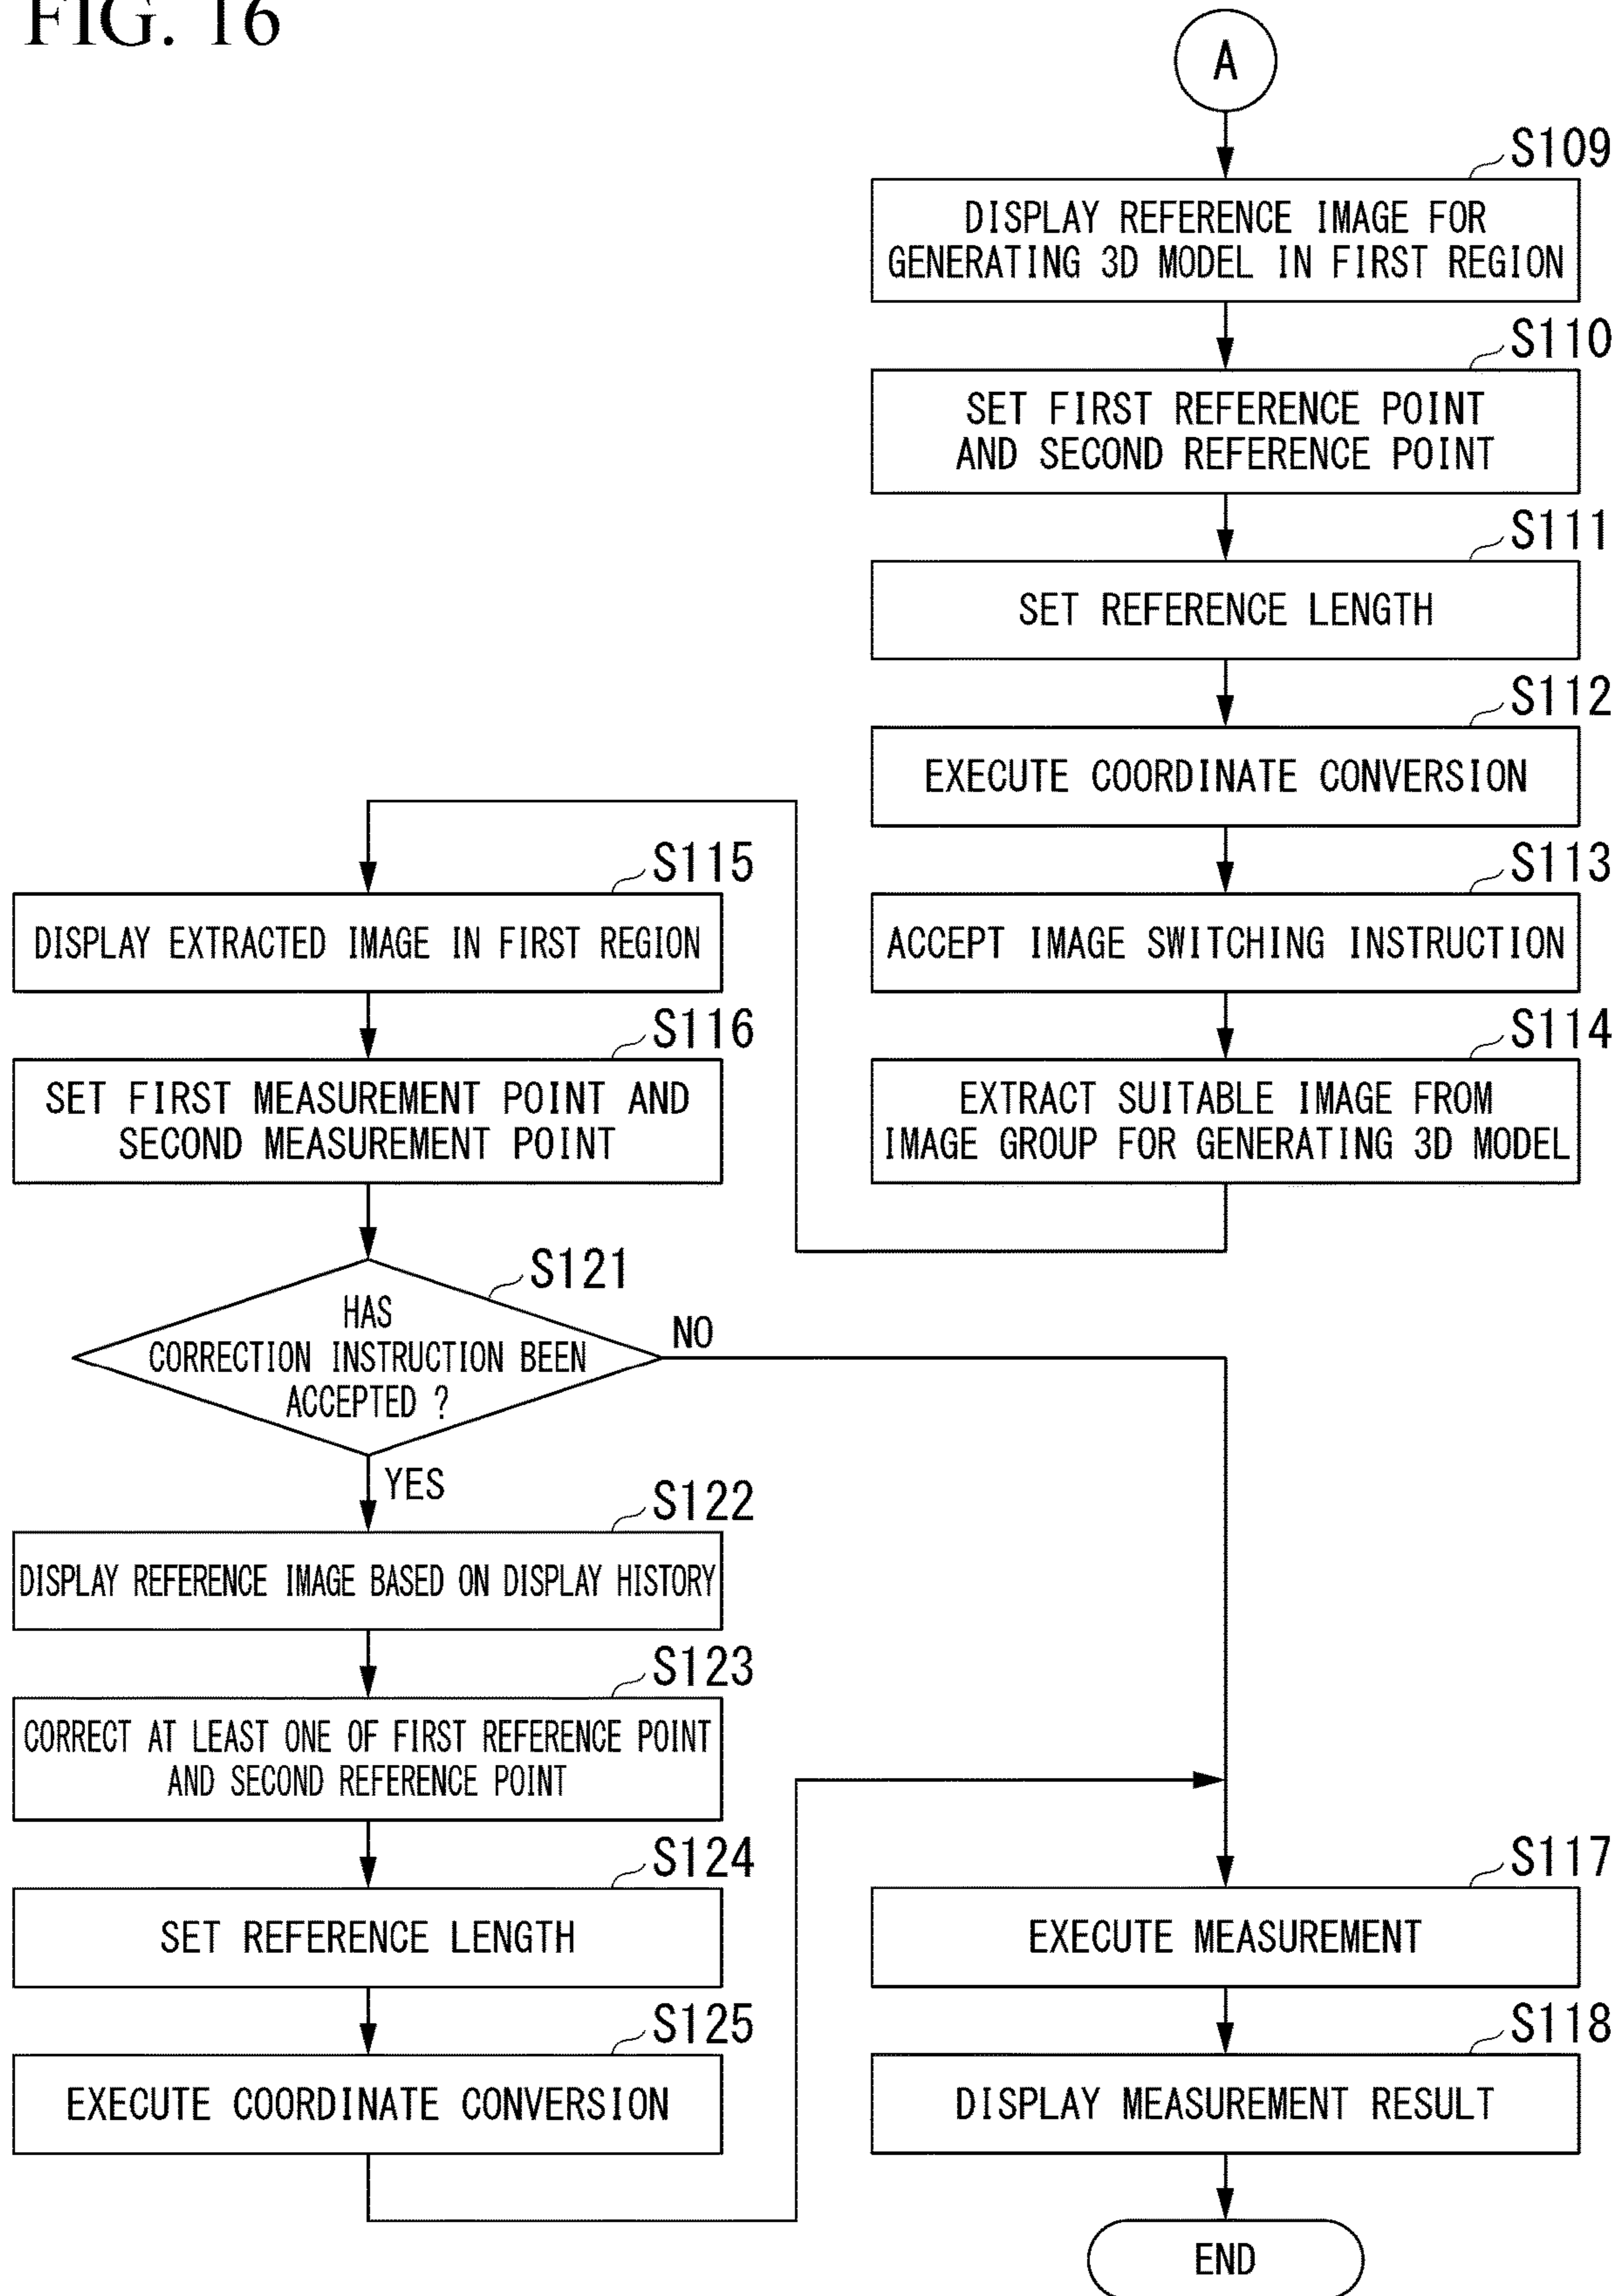 FIG. 16
A
S109
DISPLAY REFERENCE IMAGE FOR
GENERATING 3D MODEL IN FIRST REGION
S110
SET FIRST REFERENCE POINT
AND SECOND REFERENCE POINT
S111
SET REFERENCE LENGTH
S112
EXECUTE COORDINATE CONVERSION
S113
ACCEPT IMAGE SWITCHING INSTRUCTION
S114
EXTRACT SUITABLE IMAGE FROM
IMAGE GROUP FOR GENERATING 3D MODEL
S115
DISPLAY EXTRACTED IMAGE IN FIRST REGION
S116
SET FIRST MEASUREMENT POINT AND
SECOND MEASUREMENT POINT
S121
HAS
CORRECTION INSTRUCTION BEEN
ACCEPTED ?
NO
YES
S122
DISPLAY REFERENCE IMAGE BASED ON DISPLAY HISTORY
S123
CORRECT AT LEAST ONE OF FIRST REFERENCE POINT
AND SECOND REFERENCE POINT
S124
SET REFERENCE LENGTH
S125
EXECUTE COORDINATE CONVERSION
S117
EXECUTE MEASUREMENT
S118
DISPLAY MEASUREMENT RESULT
END